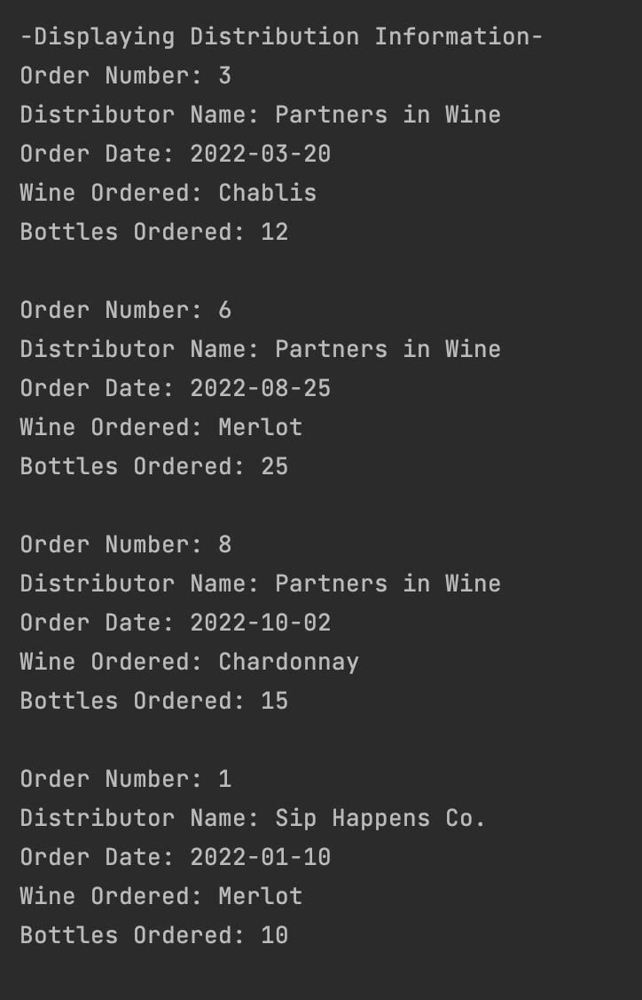 -Displaying Distribution Information-
Order Number: 3
Distributor Name: Partners in Wine
Order Date: 2022-03-20
Wine Ordered: Chablis
Bottles Ordered: 12

Order Number: 6
Distributor Name: Partners in Wine
Order Date: 2022-08-25
Wine Ordered: Merlot
Bottles Ordered: 25

Order Number: 8
Distributor Name: Partners in Wine
Order Date: 2022-10-02
Wine Ordered: Chardonnay
Bottles Ordered: 15

Order Number: 1
Distributor Name: Sip Happens Co.
Order Date: 2022-01-10
Wine Ordered: Merlot
Bottles Ordered: 10